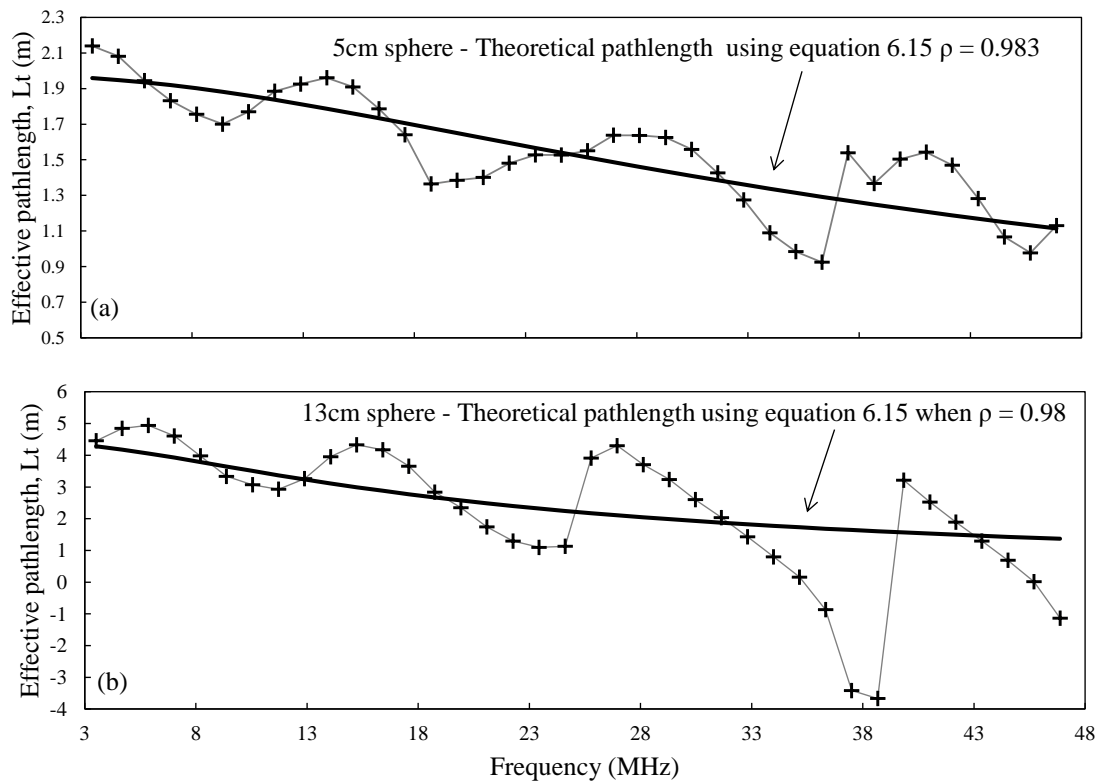 2.3
2.1
1.9
1.7
1.5
1.3
1.1
0.9
0.7
0.5
Effective pathlength, Lt (m)
5cm sphere - Theoretical pathlength using equation 6.15 ρ = 0.983
(a)
6
5
4
3
2
1
0
-1
-2
-3
-4
Effective pathlength, Lt (m)
13cm sphere - Theoretical pathlength using equation 6.15 when ρ = 0.98
(b)
3 8 13 18 23 28 33 38 43 48
Frequency (MHz)